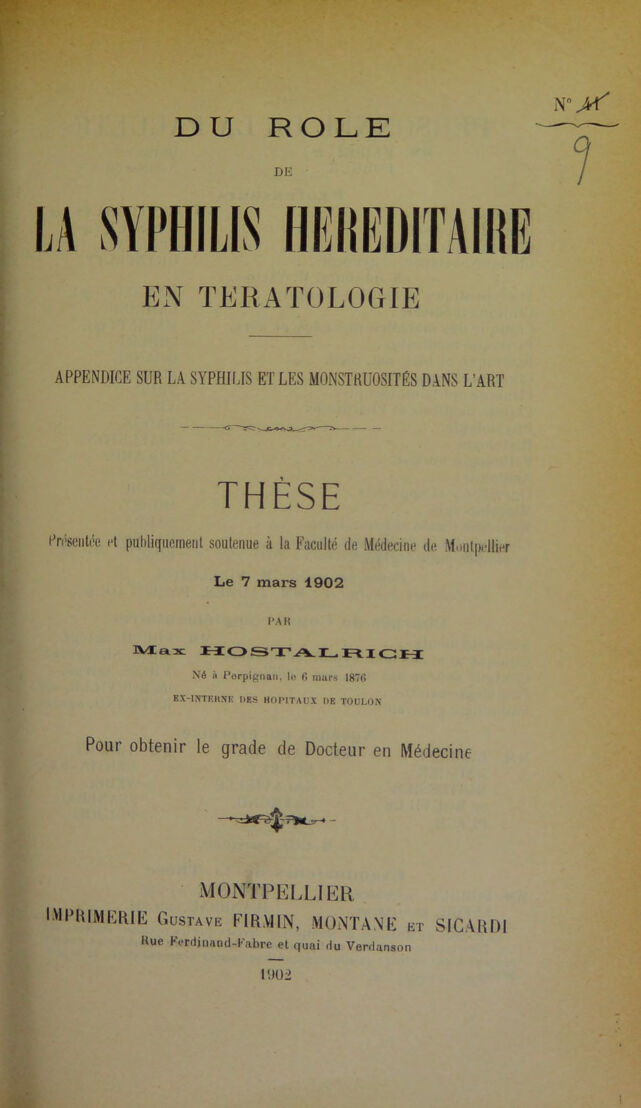 N°
9
DU ROLE
DE
LA SYPHILIS HEREDITAIRE
EN TERATOLOGIE
APPENDICE SUR LA SYPHILIS ET LES MONSTRUOSITÉS DANS L'ART
THÈSE
Présentée et publiquement soutenue à la Faculté de Médecine de Montpellier
Le 7 mars 1902
PAR
Max HOSTALRICH
Né à Perpignan, le 6 mars 1876
EX-INTERNE DES HOPITAUX DE TOULON
Pour obtenir le grade de Docteur en Médecine
MONTPELLIER
IMPRIMERIE GUSTAVE FIRMIN, MONTANE ET SICARDI
Rue Ferdinand-Fabre et quai du Verdanson
1902